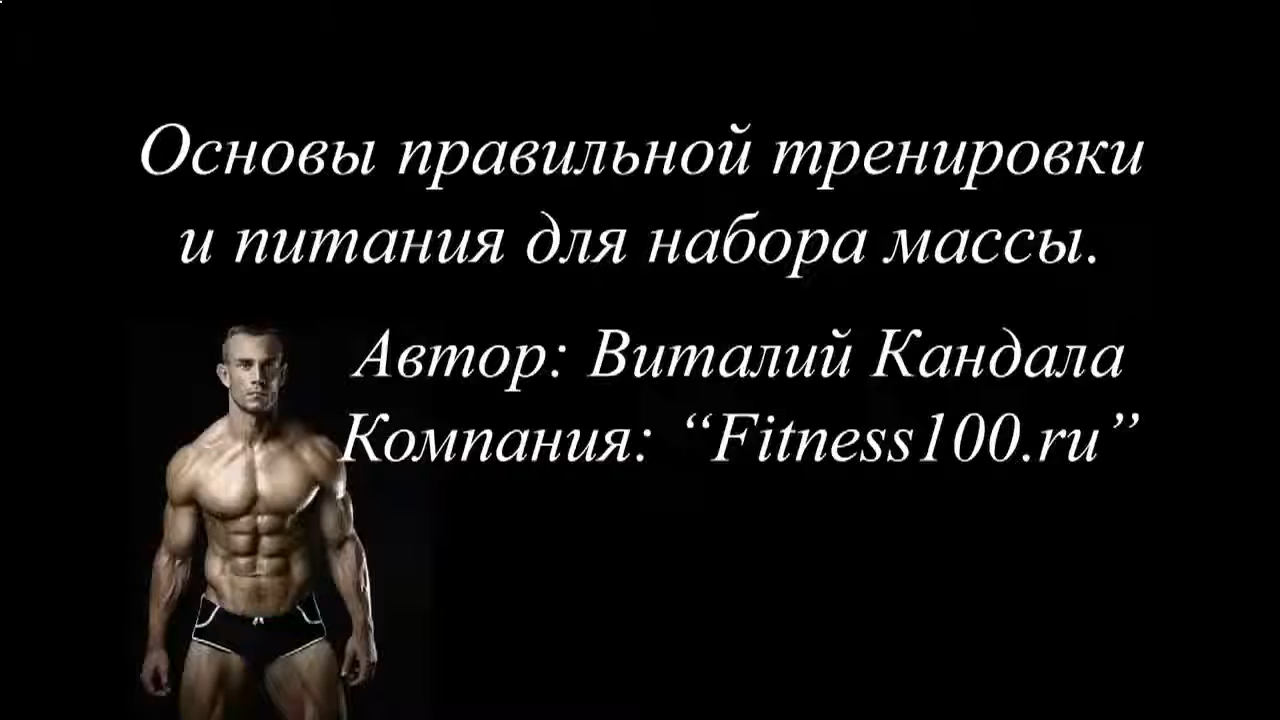 Основы правильной тренировки
и питания для набора массы.
Автор: Виталий Кандала
Компания: “Fitness100.ru”